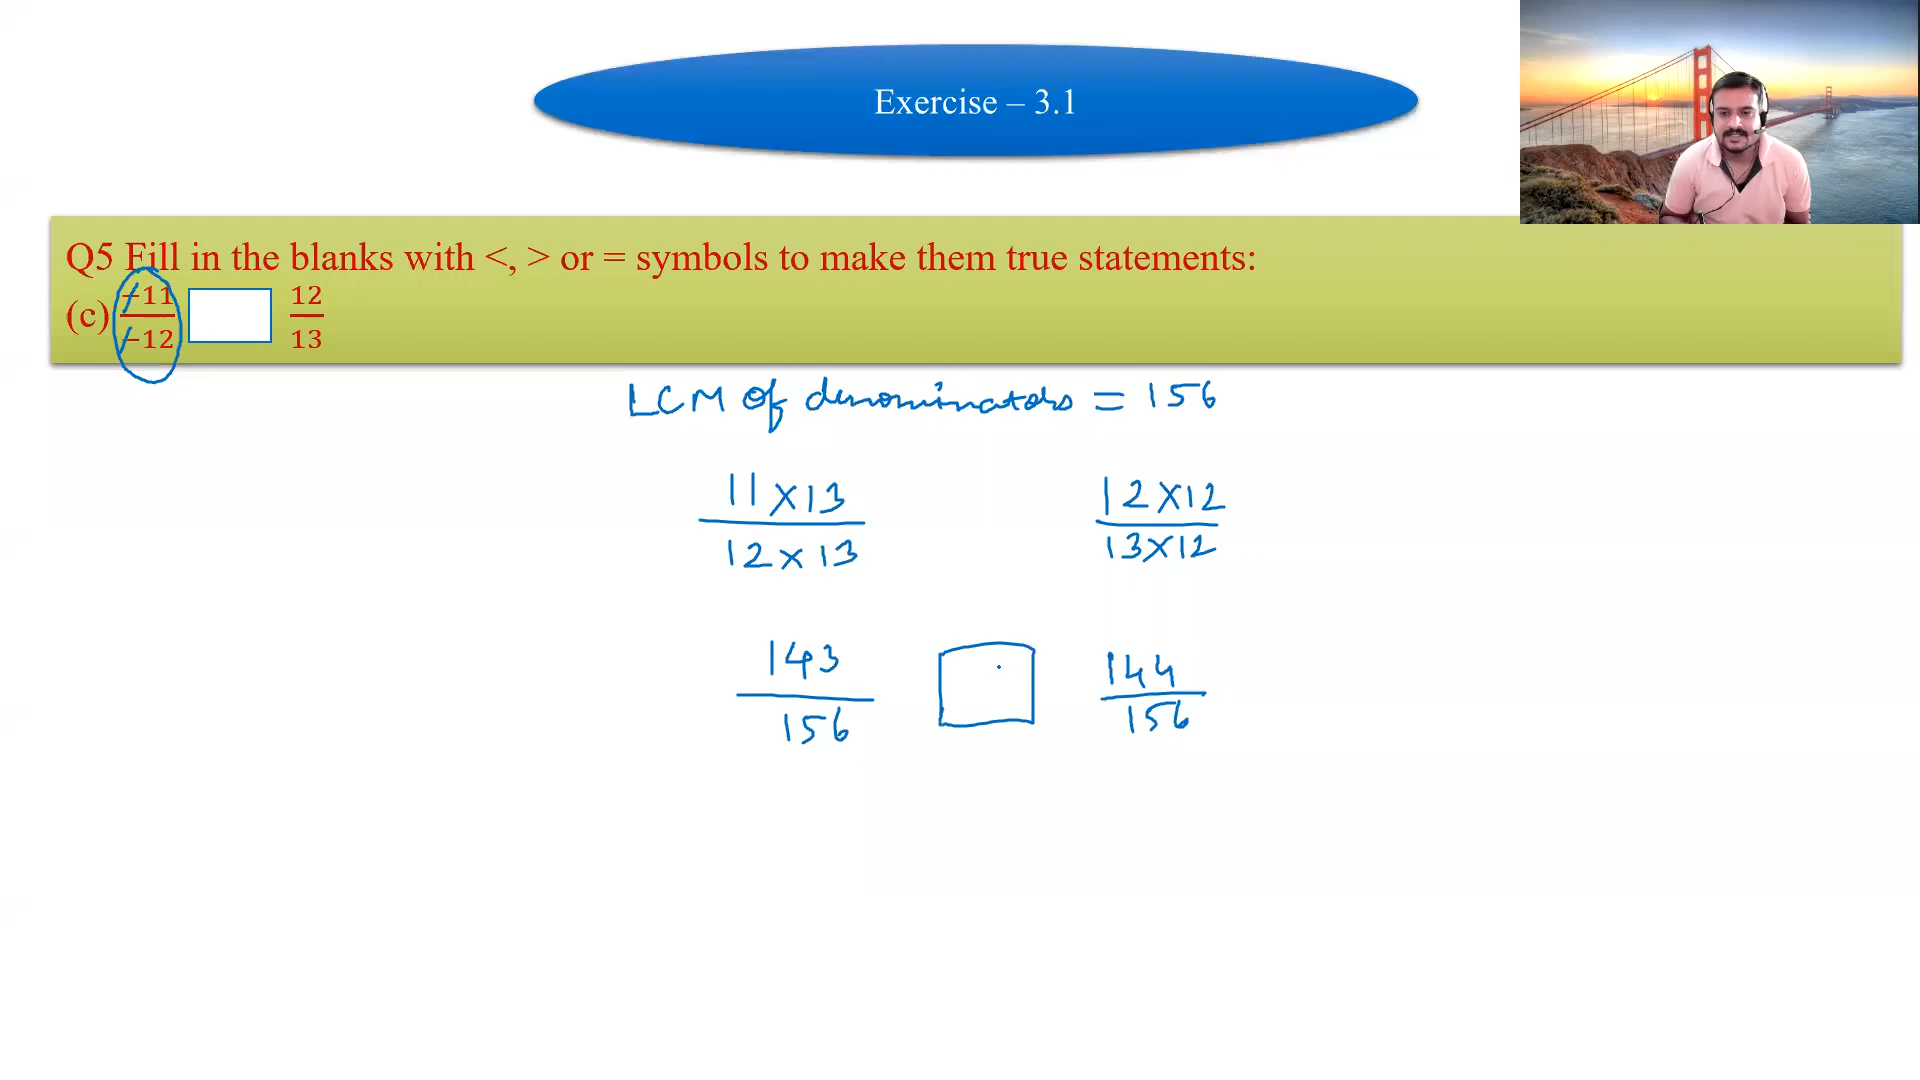 Exercise – 3.1
Q5 Fill in the blanks with <, > or = symbols to make them true statements:
(c) −11/−12 □ 12/13
LCM of denominators = 156
11×13/12×13 12×12/13×12
143/156 □ 144/156